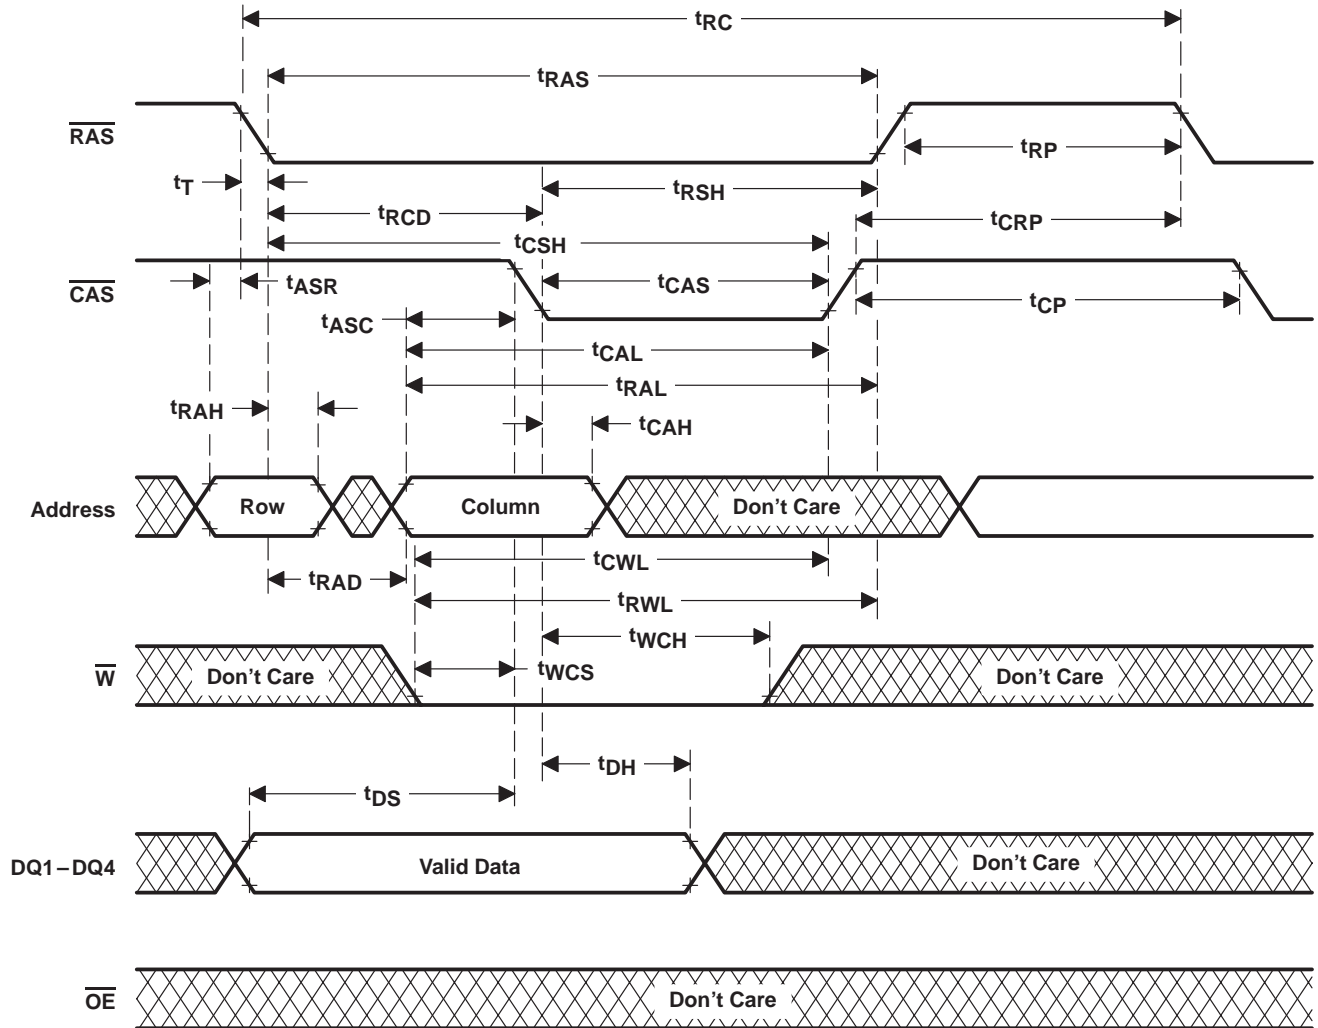 tRC
tRAS
RAS
tRP
tT
tRSH
tRCD
tCRP
tCSH
CAS
tASR
tCAS
tCP
tASC
tCAL
tRAL
tRAH
tCAH
Address
Row
Column
Don't Care
tCWL
tRAD
tRWL
tWCH
W
Don't Care
tWCS
Don't Care
tDH
tDS
DQ1–DQ4
Valid Data
Don't Care
OE
Don't Care